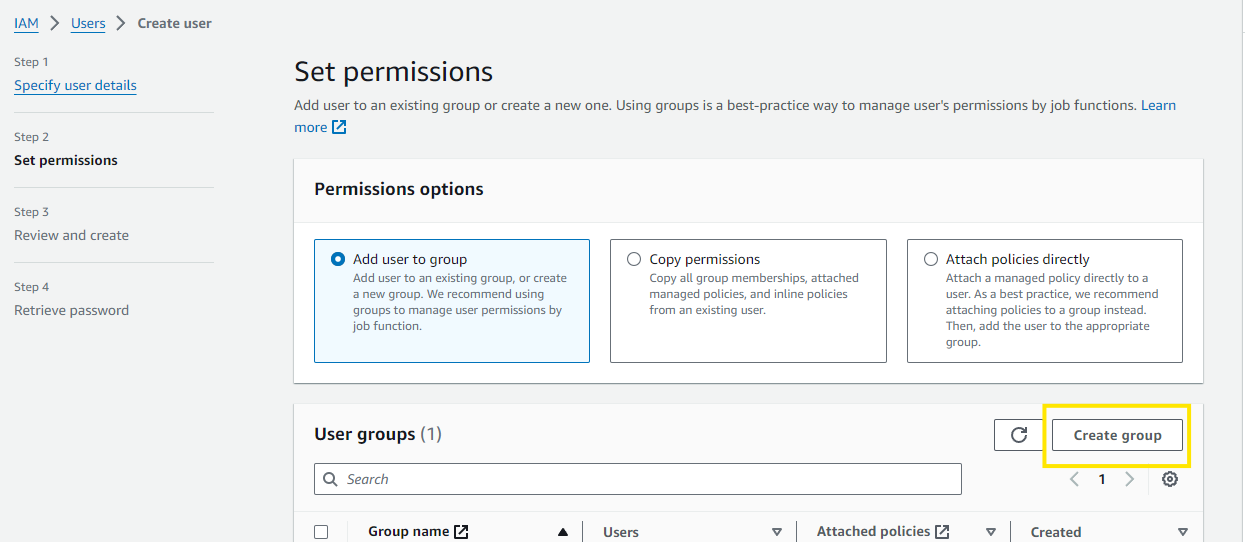 IAM > Users > Create user
Step 1
Specify user details
Step 2
Set permissions
Step 3
Review and create
Step 4
Retrieve password
Set permissions
Add user to an existing group or create a new one. Using groups is a best-practice way to manage user's permissions by job functions. Learn
more
Permissions options
Add user to group
Add user to an existing group, or create
a new group. We recommend using
groups to manage user permissions by
job function.
Copy permissions
Copy all group memberships, attached
managed policies, and inline policies
from an existing user.
Attach policies directly
Attach a managed policy directly to a
user. As a best practice, we recommend
attaching policies to a group instead.
Then, add the user to the appropriate
group.
User groups (1)
Create group
Search
1
Group name Users Attached policies Created